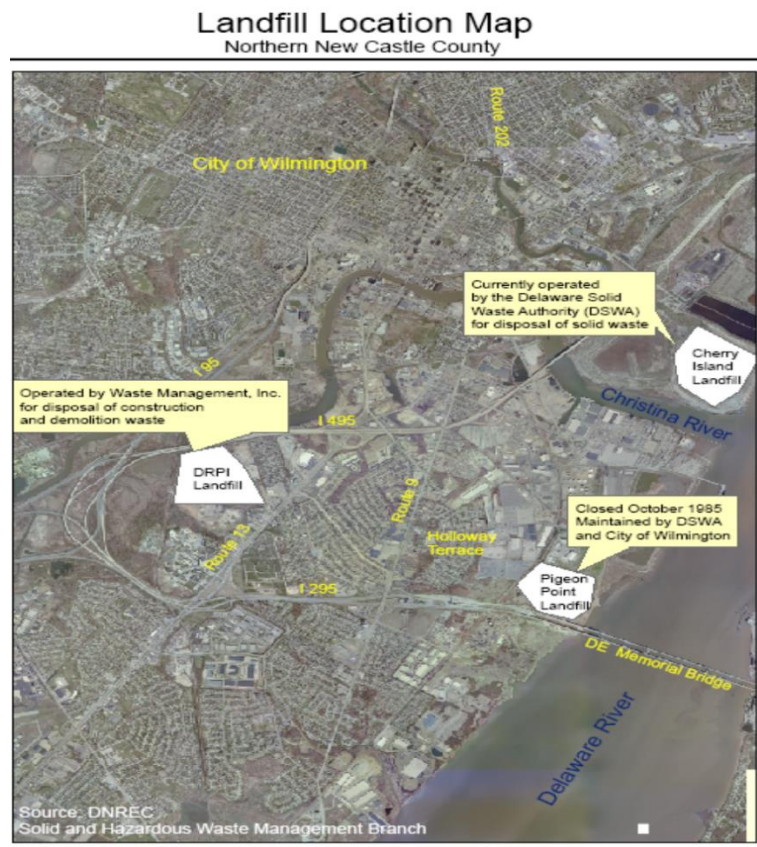 Landfill Location Map
Northern New Castle County
Route 202
City of Wilmington
Currently operated
by the Delaware Solid
Waste Authority (DSWA)
for disposal of solid waste
Cherry
Island
Landfill
I 95
Operated by Waste Management, Inc.
for disposal of construction
and demolition waste
I 495
Christina River
DRPI
Landfill
Route 9
Closed October 1985
Maintained by DSWA
and City of Wilmington
Route 13
Holloway
Terrace
Pigeon
Point
Landfill
I 295
DE Memorial Bridge
Delaware River
Source: DNREC
Solid and Hazardous Waste Management Branch